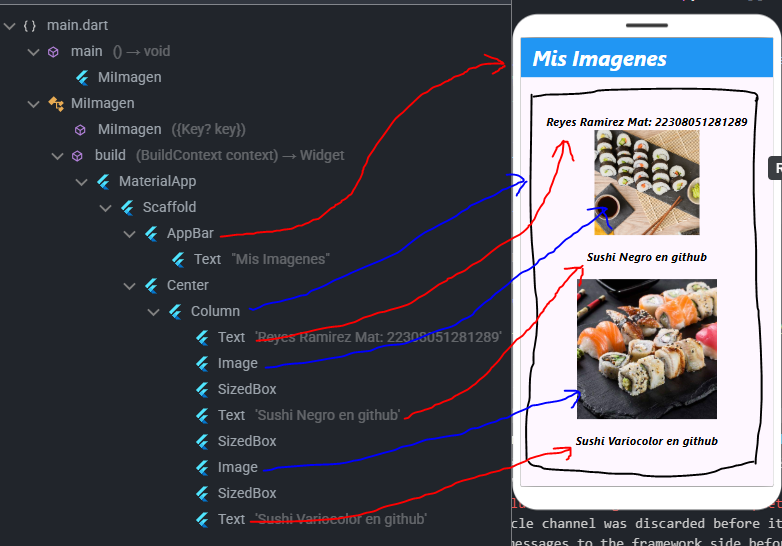 main.dart
main () → void
MiImagen
MiImagen
MiImagen ({Key? key})
build (BuildContext context) → Widget
MaterialApp
Scaffold
AppBar
Text "Mis Imagenes"
Center
Column
Text 'Reyes Ramirez Mat: 22308051281289'
Image
SizedBox
Text 'Sushi Negro en github'
SizedBox
Image
SizedBox
Text 'Sushi Variocolor en github'
Mis Imagenes
Reyes Ramirez Mat: 22308051281289
Sushi Negro en github
Sushi Variocolor en github
R
cle channel was discarded before it
messages to the framework side befo